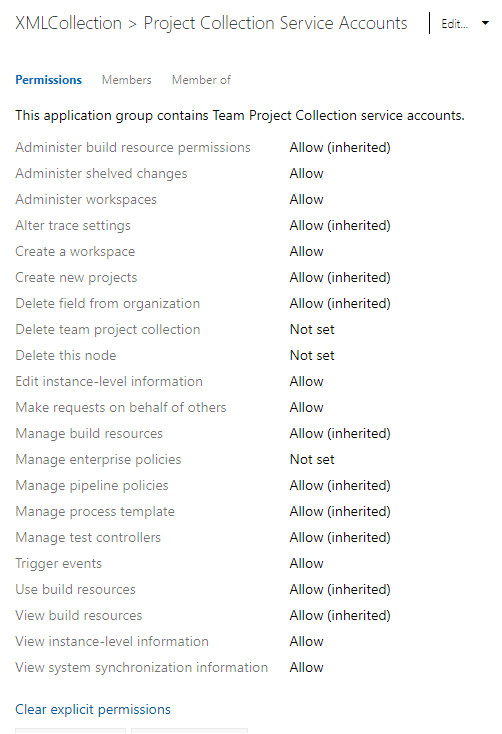 XMLCollection > Project Collection Service Accounts Edit...
Permissions Members Member of
This application group contains Team Project Collection service accounts.
Administer build resource permissions Allow (inherited)
Administer shelved changes Allow
Administer workspaces Allow
Alter trace settings Allow (inherited)
Create a workspace Allow
Create new projects Allow (inherited)
Delete field from organization Allow (inherited)
Delete team project collection Not set
Delete this node Not set
Edit instance-level information Allow
Make requests on behalf of others Allow
Manage build resources Allow (inherited)
Manage enterprise policies Not set
Manage pipeline policies Allow (inherited)
Manage process template Allow (inherited)
Manage test controllers Allow (inherited)
Trigger events Allow
Use build resources Allow (inherited)
View build resources Allow (inherited)
View instance-level information Allow
View system synchronization information Allow
Clear explicit permissions